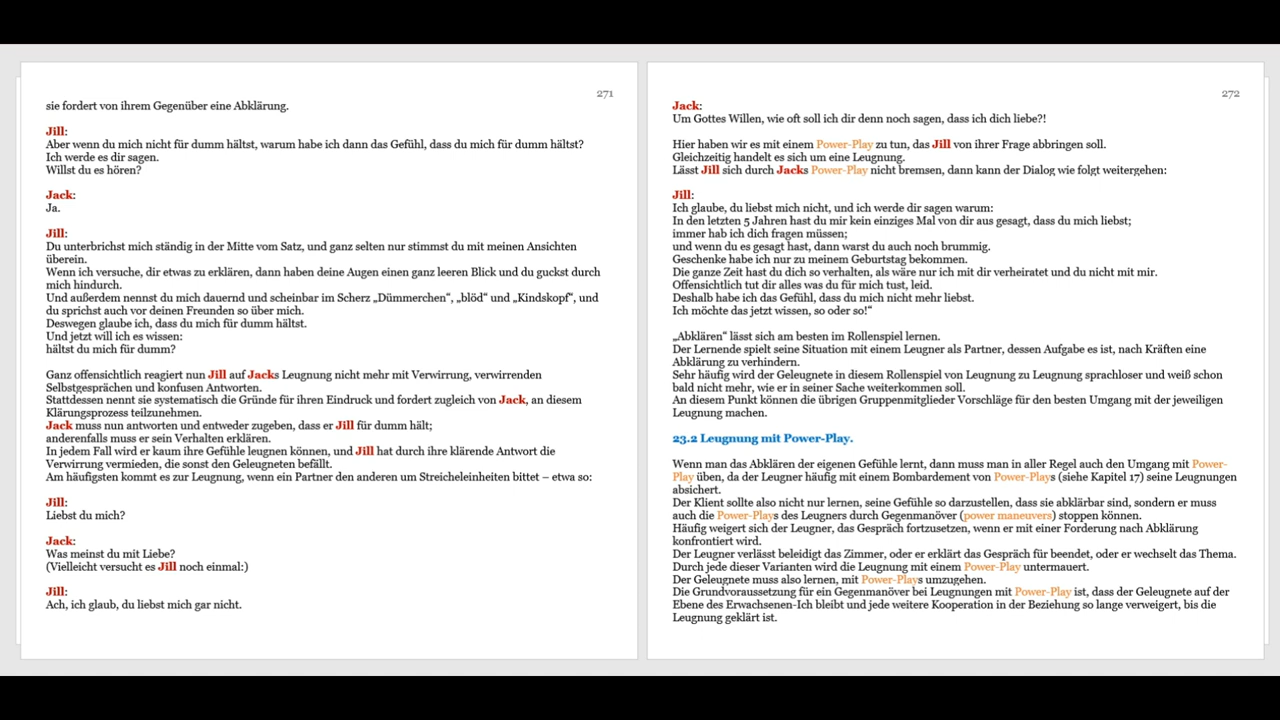 271
sie fordert von ihrem Gegenüber eine Abklärung.
Jill:
Aber wenn du mich nicht für dumm hältst, warum habe ich dann das Gefühl, dass du mich für dumm hältst?
Ich werde es dir sagen.
Willst du es hören?
Jack:
Ja.
Jill:
Du unterbrichst mich ständig in der Mitte vom Satz, und ganz selten nur stimmst du mit meinen Ansichten
überein.
Wenn ich versuche, dir etwas zu erklären, dann haben deine Augen einen ganz leeren Blick und du guckst durch
mich hindurch.
Und außerdem nennst du mich dauernd und scheinbar im Scherz „Dümmerchen“, „blöd“ und „Kindskopf“, und
du sprichst auch vor deinen Freunden so über mich.
Deswegen glaube ich, dass du mich für dumm hältst.
Und jetzt will ich es wissen:
hältst du mich für dumm?
Ganz offensichtlich reagiert nun Jill auf Jacks Leugnung nicht mehr mit Verwirrung, verwirrenden
Selbstgesprächen und konfusen Antworten.
Stattdessen nennt sie systematisch die Gründe für ihren Eindruck und fordert zugleich von Jack, an diesem
Klärungsprozess teilzunehmen.
Jack muss nun antworten und entweder zugeben, dass er Jill für dumm hält;
anderenfalls muss er sein Verhalten erklären.
In jedem Fall wird er kaum ihre Gefühle leugnen können, und Jill hat durch ihre klärende Antwort die
Verwirrung vermieden, die sonst den Geleugneten befällt.
Am häufigsten kommt es zur Leugnung, wenn ein Partner den anderen um Streicheleinheiten bittet – etwa so:
Jill:
Liebst du mich?
Jack:
Was meinst du mit Liebe?
(Vielleicht versucht es Jill noch einmal:)
Jill:
Ach, ich glaub, du liebst mich gar nicht.
272
Jack:
Um Gottes Willen, wie oft soll ich dir denn noch sagen, dass ich dich liebe?!
Hier haben wir es mit einem Power-Play zu tun, das Jill von ihrer Frage abbringen soll.
Gleichzeitig handelt es sich um eine Leugnung.
Lässt Jill sich durch Jacks Power-Play nicht bremsen, dann kann der Dialog wie folgt weitergehen:
Jill:
Ich glaube, du liebst mich nicht, und ich werde dir sagen warum:
In den letzten 5 Jahren hast du mir kein einziges Mal von dir aus gesagt, dass du mich liebst;
immer hab ich dich fragen müssen;
und wenn du es gesagt hast, dann warst du auch noch brummig.
Geschenke habe ich nur zu meinem Geburtstag bekommen.
Die ganze Zeit hast du dich so verhalten, als wäre nur ich mit dir verheiratet und du nicht mit mir.
Offensichtlich tut dir alles was du für mich tust, leid.
Deshalb habe ich das Gefühl, dass du mich nicht mehr liebst.
Ich möchte das jetzt wissen, so oder so!“
„Abklären“ lässt sich am besten im Rollenspiel lernen.
Der Lernende spielt seine Situation mit einem Leugner als Partner, dessen Aufgabe es ist, nach Kräften eine
Abklärung zu verhindern.
Sehr häufig wird der Geleugnete in diesem Rollenspiel von Leugnung zu Leugnung sprachloser und weiß schon
bald nicht mehr, wie er in seiner Sache weiterkommen soll.
An diesem Punkt können die übrigen Gruppenmitglieder Vorschläge für den besten Umgang mit der jeweiligen
Leugnung machen.
23.2 Leugnung mit Power-Play.
Wenn man das Abklären der eigenen Gefühle lernt, dann muss man in aller Regel auch den Umgang mit Power-
Play üben, da der Leugner häufig mit einem Bombardement von Power-Plays (siehe Kapitel 17) seine Leugnungen
absichert.
Der Klient sollte also nicht nur lernen, seine Gefühle so darzustellen, dass sie abklärbar sind, sondern er muss
auch die Power-Plays des Leugners durch Gegenmanöver (power maneuvers) stoppen können.
Häufig weigert sich der Leugner, das Gespräch fortzusetzen, wenn er mit einer Forderung nach Abklärung
konfrontiert wird.
Der Leugner verlässt beleidigt das Zimmer, oder er erklärt das Gespräch für beendet, oder er wechselt das Thema.
Durch jede dieser Varianten wird die Leugnung mit einem Power-Play untermauert.
Der Geleugnete muss also lernen, mit Power-Plays umzugehen.
Die Grundvoraussetzung für ein Gegenmanöver bei Leugnungen mit Power-Play ist, dass der Geleugnete auf der
Ebene des Erwachsenen-Ich bleibt und jede weitere Kooperation in der Beziehung so lange verweigert, bis die
Leugnung geklärt ist.